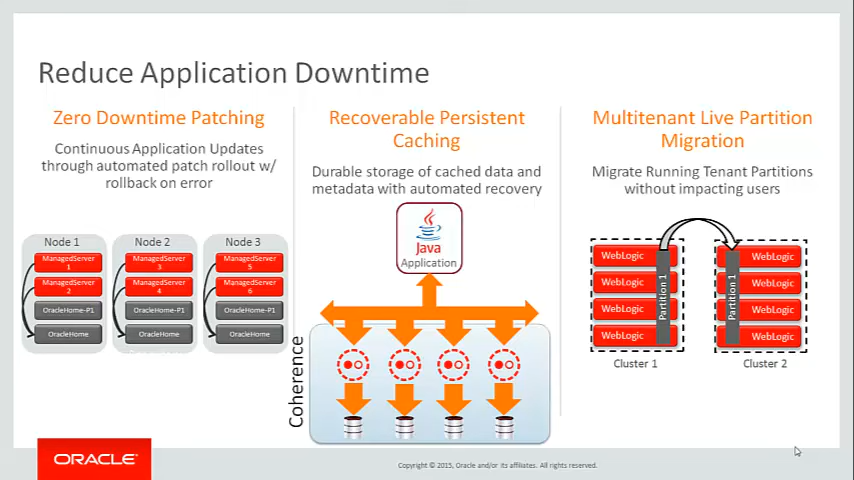 Reduce Application Downtime
Zero Downtime Patching
Continuous Application Updates
through automated patch rollout w/
rollback on error
Node 1
ManagedServer
1
ManagedServer
2
OracleHome-P1
OracleHome
Node 2
ManagedServer
3
ManagedServer
4
OracleHome-P1
OracleHome
Node 3
ManagedServer
5
ManagedServer
6
OracleHome-P1
OracleHome
Recoverable Persistent
Caching
Durable storage of cached data and
metadata with automated recovery
Java
Application
Coherence
Multitenant Live Partition
Migration
Migrate Running Tenant Partitions
without impacting users
WebLogic
WebLogic
WebLogic
WebLogic
Partition 1
Cluster 1
Partition 1
WebLogic
WebLogic
WebLogic
WebLogic
Cluster 2
ORACLE
Copyright © 2015, Oracle and/or its affiliates. All rights reserved.